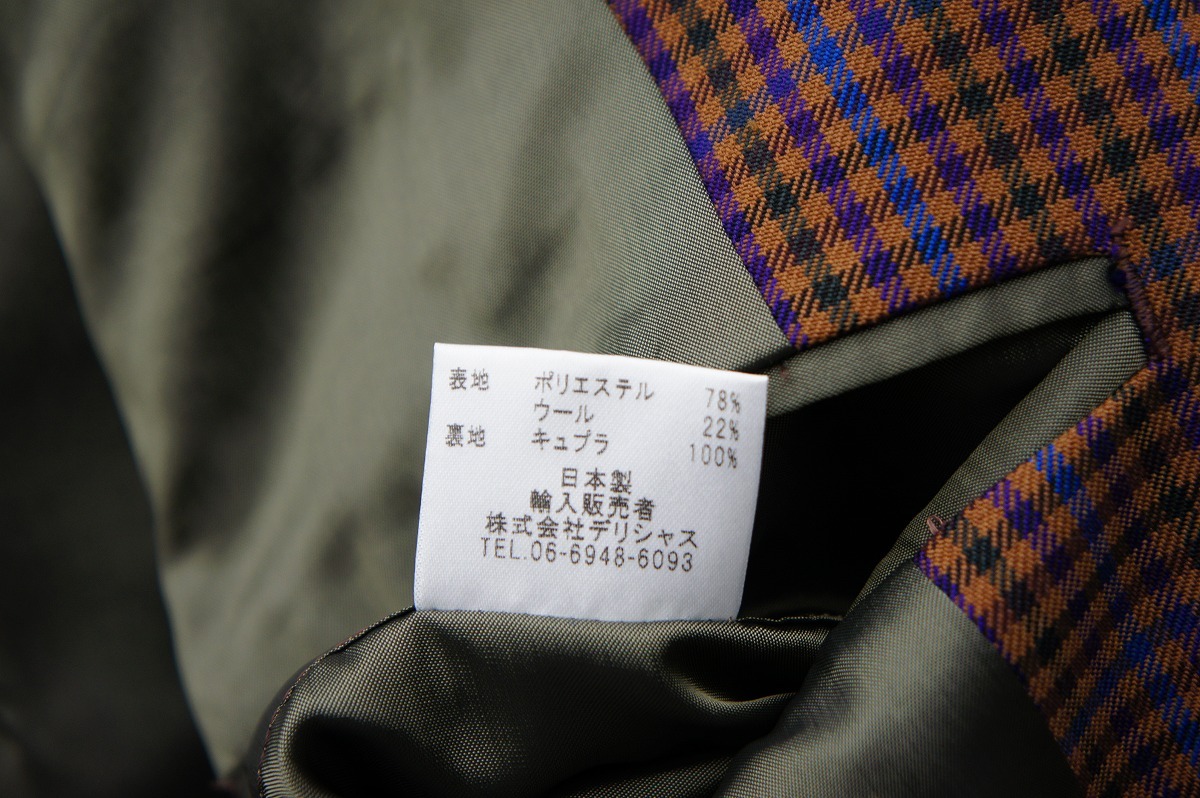 表地 ポリエステル 78%
ウール 22%
裏地 キュプラ 100%
日本製
輸入販売者
株式会社デリシャス
TEL.06-6948-6093